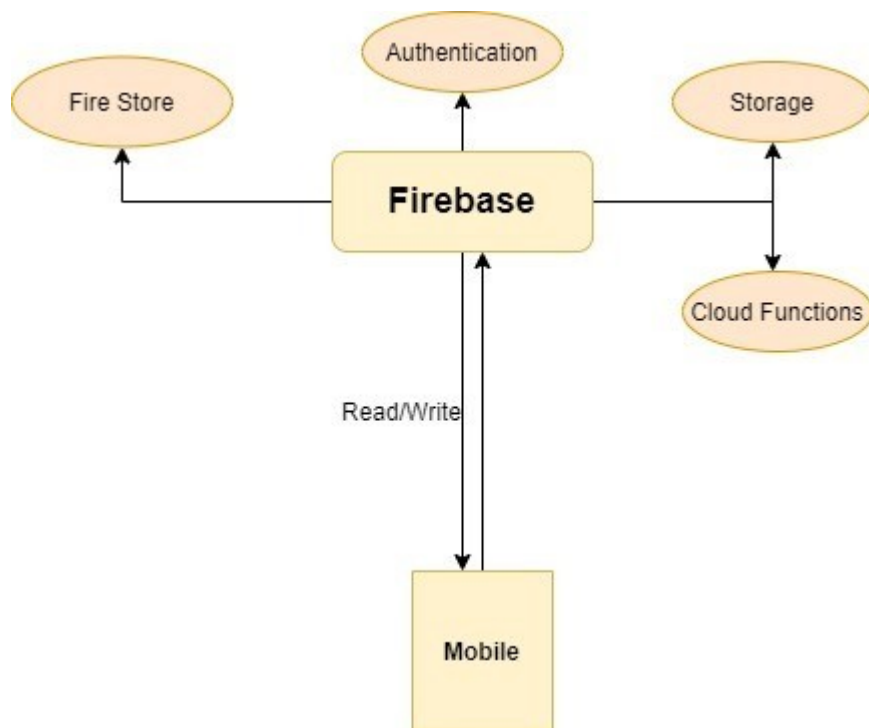 Authentication
Fire Store
Storage
Firebase
Cloud Functions
Read/Write
Mobile